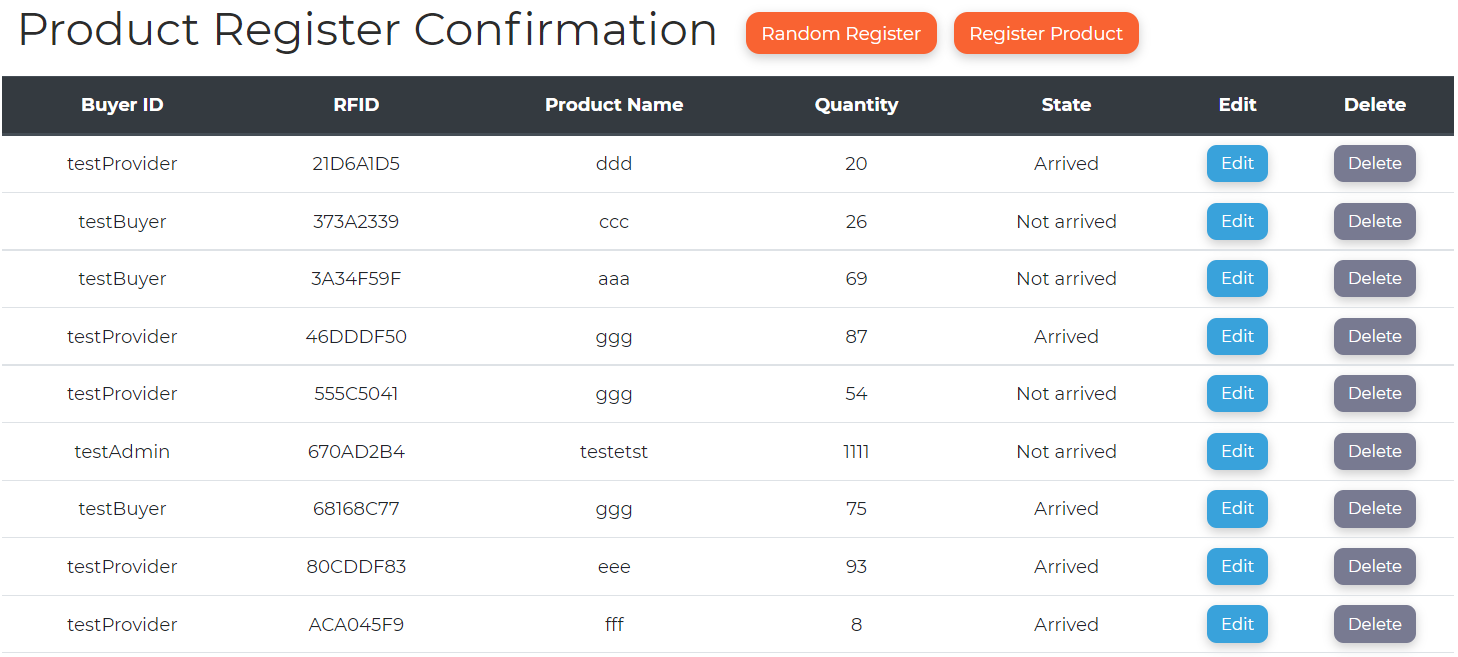 Product Register Confirmation Random Register Register Product
Buyer ID RFID Product Name Quantity State Edit Delete
testProvider 21D6A1D5 ddd 20 Arrived Edit Delete
testBuyer 373A2339 ccc 26 Not arrived Edit Delete
testBuyer 3A34F59F aaa 69 Not arrived Edit Delete
testProvider 46DDDF50 ggg 87 Arrived Edit Delete
testProvider 555C5041 ggg 54 Not arrived Edit Delete
testAdmin 670AD2B4 testetst 1111 Not arrived Edit Delete
testBuyer 68168C77 ggg 75 Arrived Edit Delete
testProvider 80CDDF83 eee 93 Arrived Edit Delete
testProvider ACA045F9 fff 8 Arrived Edit Delete